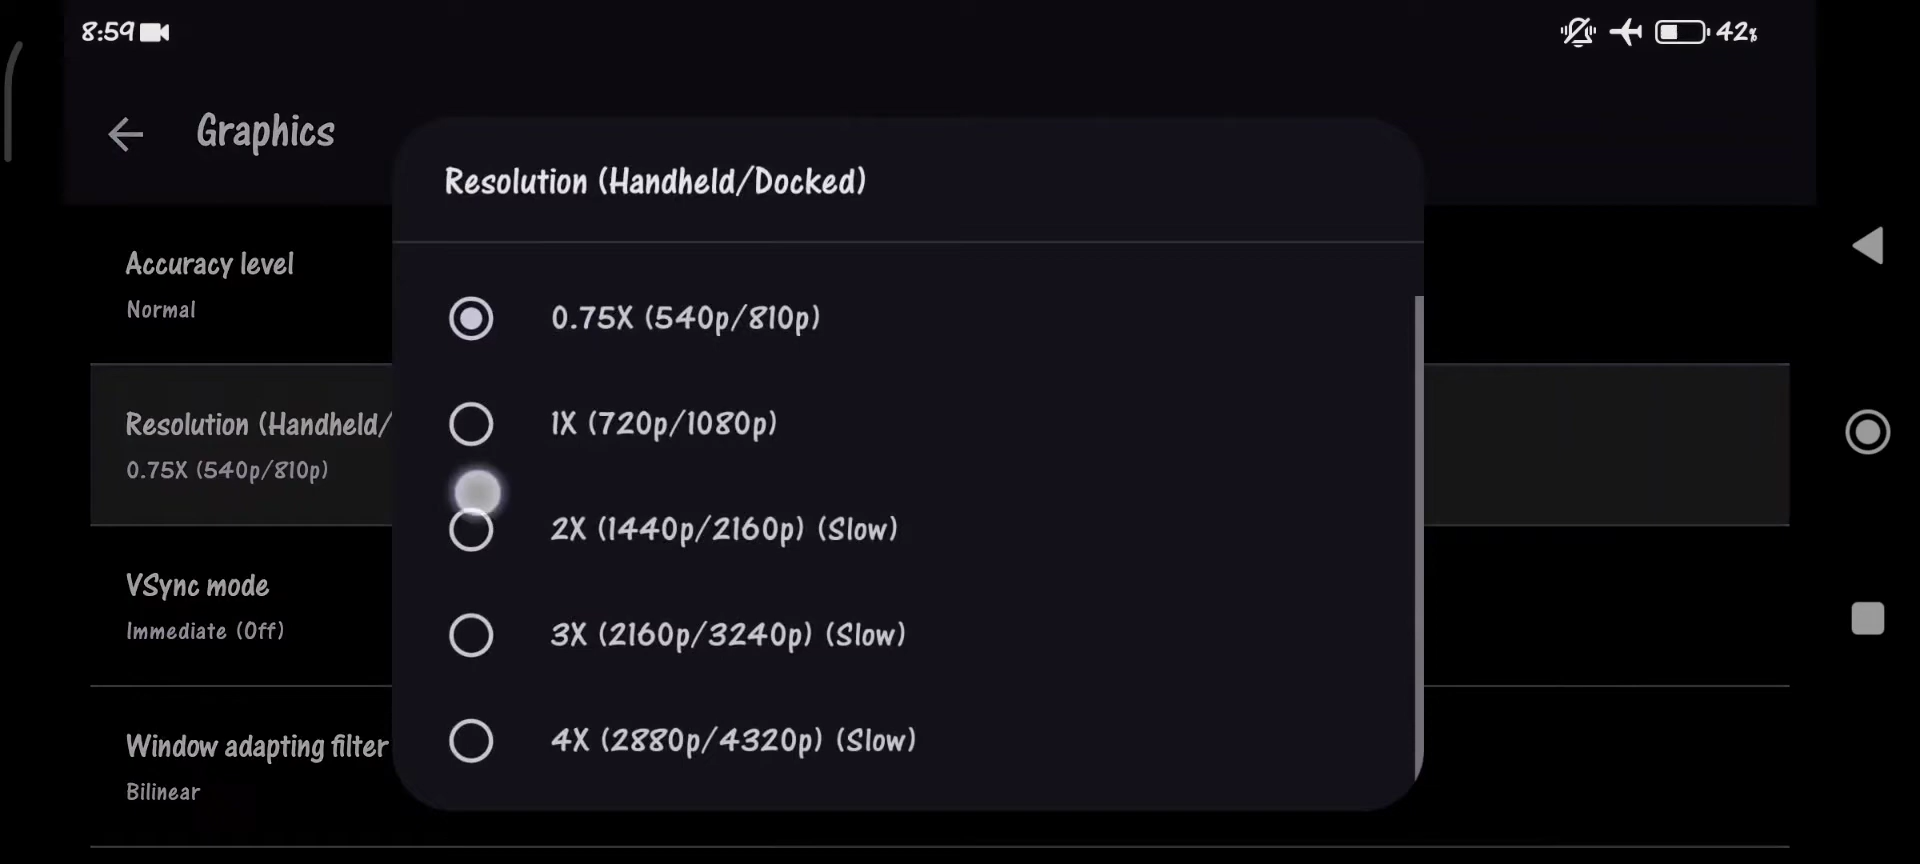 8:59
42%
Graphics
Resolution (Handheld/Docked)
Accuracy level
Normal
0.75X (540p/810p)
1X (720p/1080p)
Resolution (Handheld/
0.75X (540p/810p)
2X (1440p/2160p) (Slow)
VSync mode
Immediate (Off)
3X (2160p/3240p) (Slow)
Window adapting filter
Bilinear
4X (2880p/4320p) (Slow)